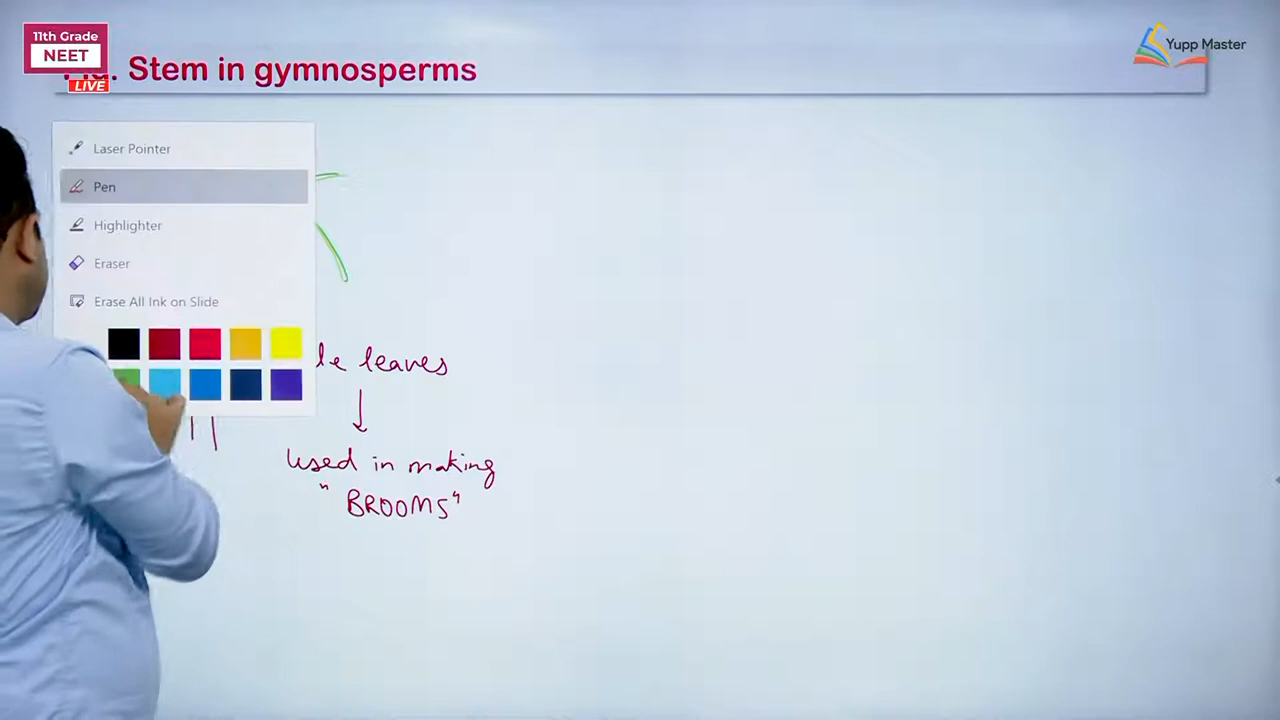 11th Grade
NEET
LIVE
Stem in gymnosperms
Yupp Master
Laser Pointer
Pen
Highlighter
Eraser
Erase All Ink on Slide
le leaves
used in making
"BROOMS"